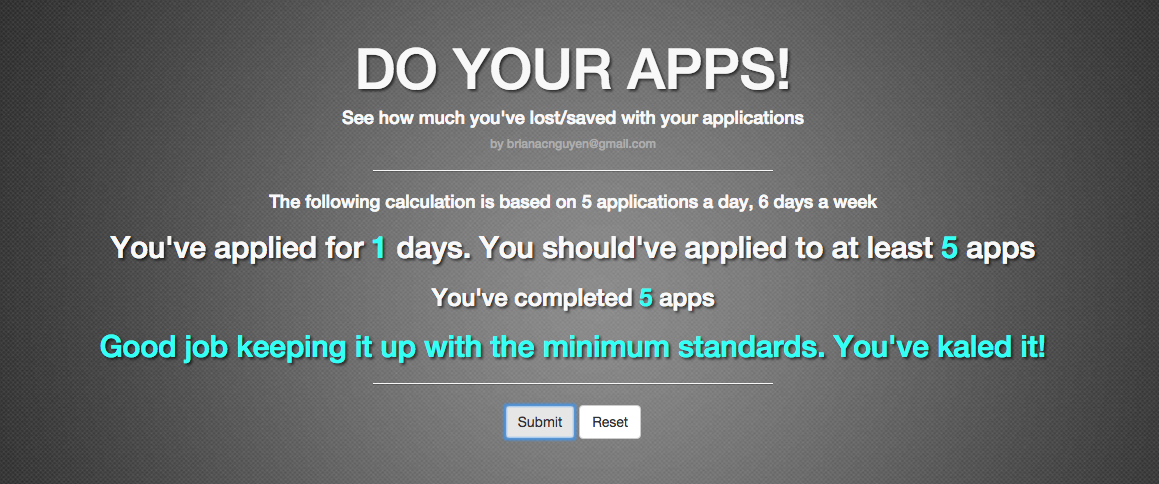 DO YOUR APPS!
See how much you've lost/saved with your applications
by brianacnguyen@gmail.com
The following calculation is based on 5 applications a day, 6 days a week
You've applied for 1 days. You should've applied to at least 5 apps
You've completed 5 apps
Good job keeping it up with the minimum standards. You've kaled it!
Submit Reset